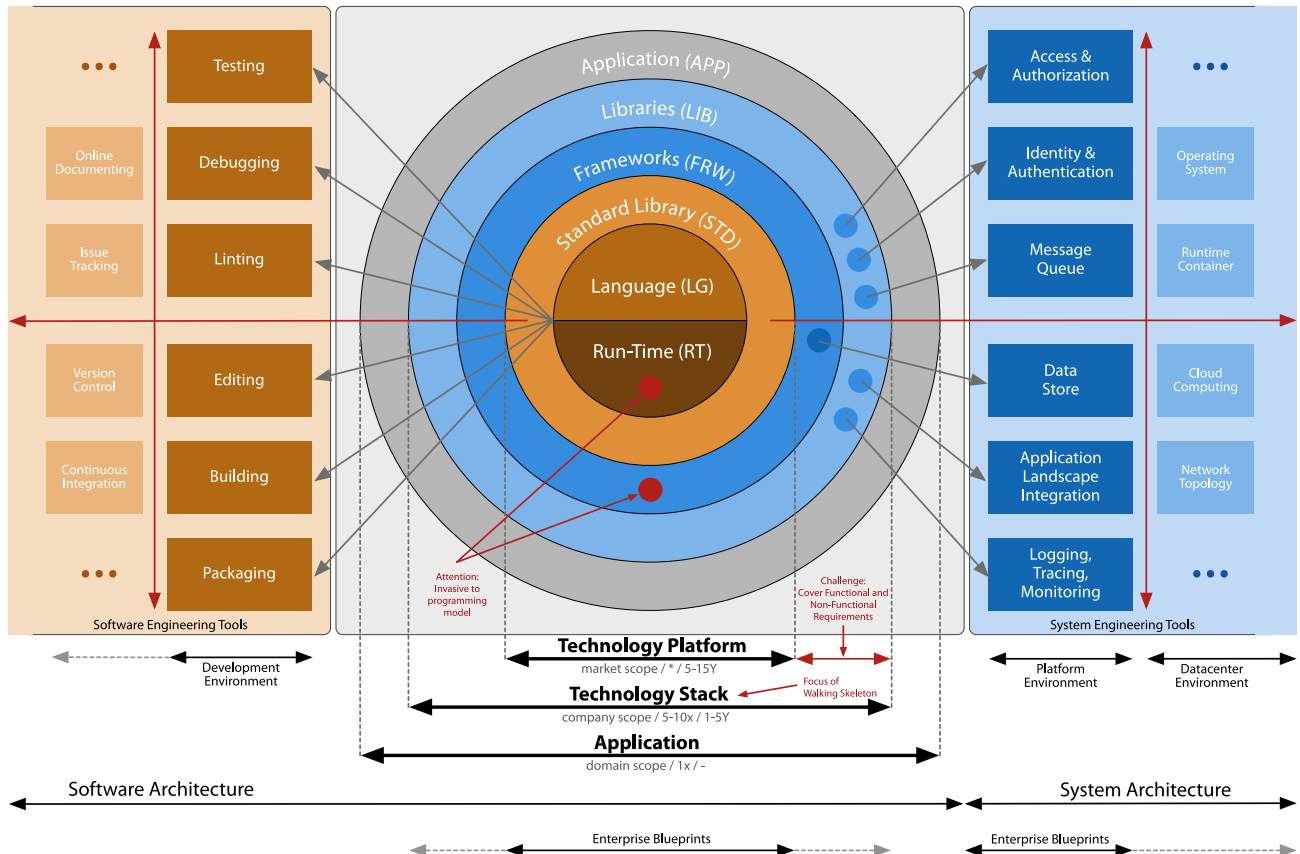 Testing
Online
Documenting
Debugging
Issue
Tracking
Linting
Version
Control
Editing
Continuous
Integration
Building
Packaging
Software Engineering Tools
Development
Environment
Application (APP)
Libraries (LIB)
Frameworks (FRW)
Standard Library (STD)
Language (LG)
Run-Time (RT)
Attention:
Invasive to
programming
model
Challenge:
Cover Functional and
Non-Functional
Requirements
Technology Platform
market scope / * / 5-15Y
Technology Stack
company scope / 5-10x / 1-5Y
Focus of
Walking Skeleton
Application
domain scope / 1x / -
Access &
Authorization
Identity &
Authentication
Operating
System
Message
Queue
Runtime
Container
Data
Store
Cloud
Computing
Application
Landscape
Integration
Network
Topology
Logging,
Tracing,
Monitoring
System Engineering Tools
Platform
Environment
Datacenter
Environment
Software Architecture
System Architecture
Enterprise Blueprints
Enterprise Blueprints